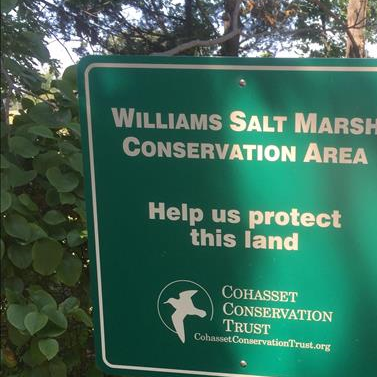 WILLIAMS SALT MARSH
CONSERVATION AREA
Help us protect
this land
COHASSET
CONSERVATION
TRUST
CohassetConservationTrust.org